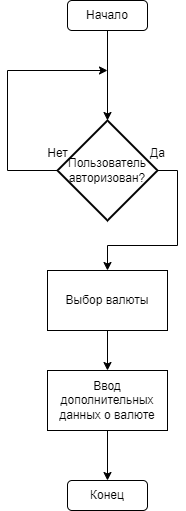 Начало
Нет
Да
Пользователь
авторизован?
Выбор валюты
Ввод
дополнительных
данных о валюте
Конец